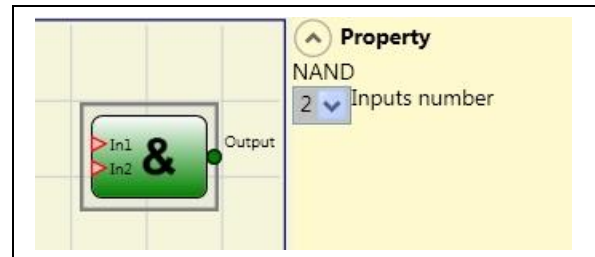 In1
In2
&
Output
Property
NAND
2 Inputs number